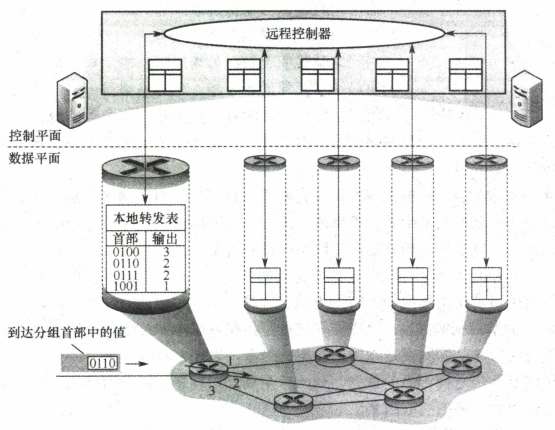 远程控制器
控制平面
数据平面
本地转发表
首部 输出
0100 3
0110 2
0111 2
1001 1
到达分组首部中的值
0110
1
2
3